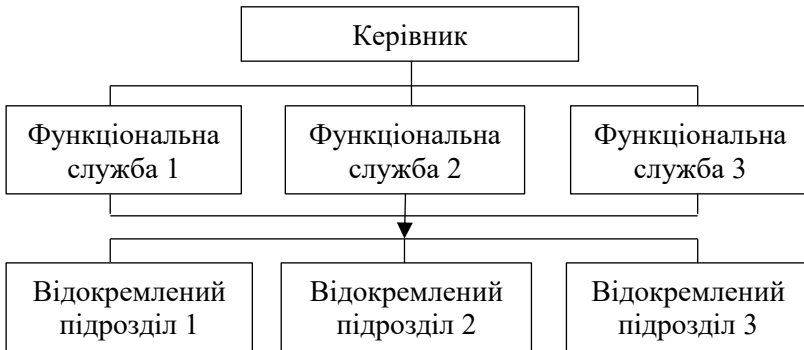 Керівник
Функціональна
служба 1
Функціональна
служба 2
Функціональна
служба 3
Відокремлений
підрозділ 1
Відокремлений
підрозділ 2
Відокремлений
підрозділ 3